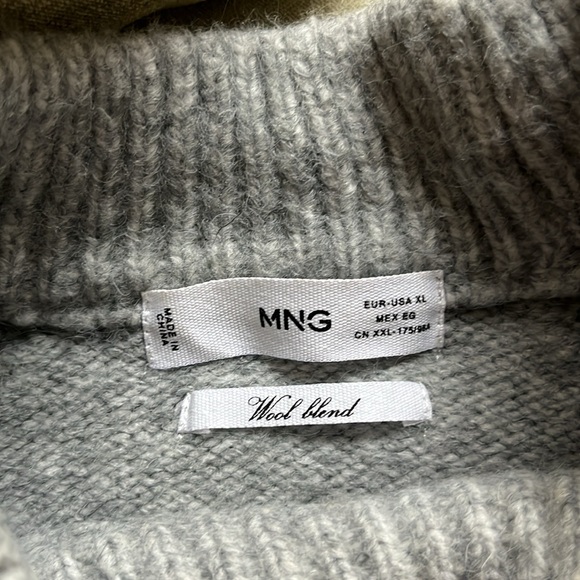 MADE IN
CHINA
MNG
EUR-USA XL
MEX EG
CN XXL-175/96A
Wool blend